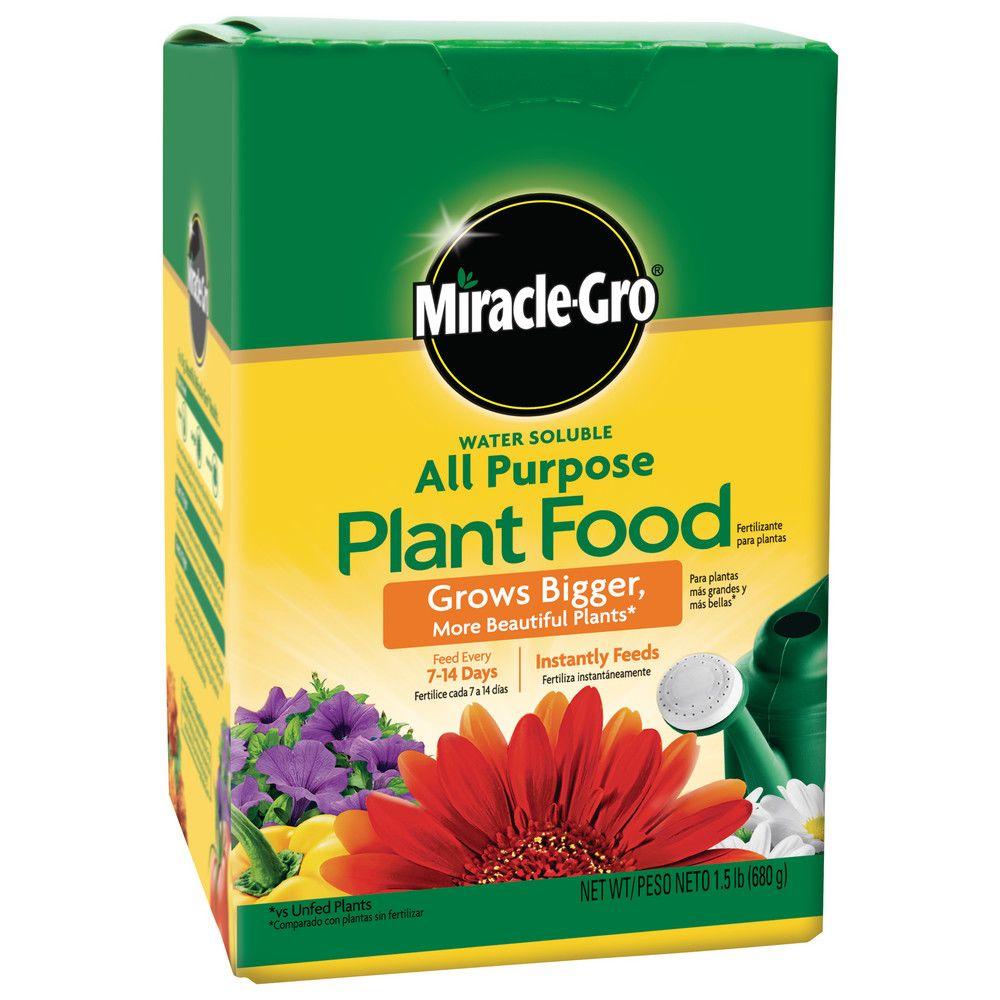 Miracle-Gro®
Miracle-Gro
WATER SOLUBLE
All Purpose
Plant Food
Fertilizante
para plantas
Grows Bigger,
More Beautiful Plants*
Para plantas
más grandes y
más bellas*
Feed Every
7-14 Days
Fertilice cada 7 a 14 días
Instantly Feeds
Fertiliza instantáneamente
NET WT/PESO NETO 1.5 lb (680 g)
*vs Unfed Plants
*Comparado con plantas sin fertilizar